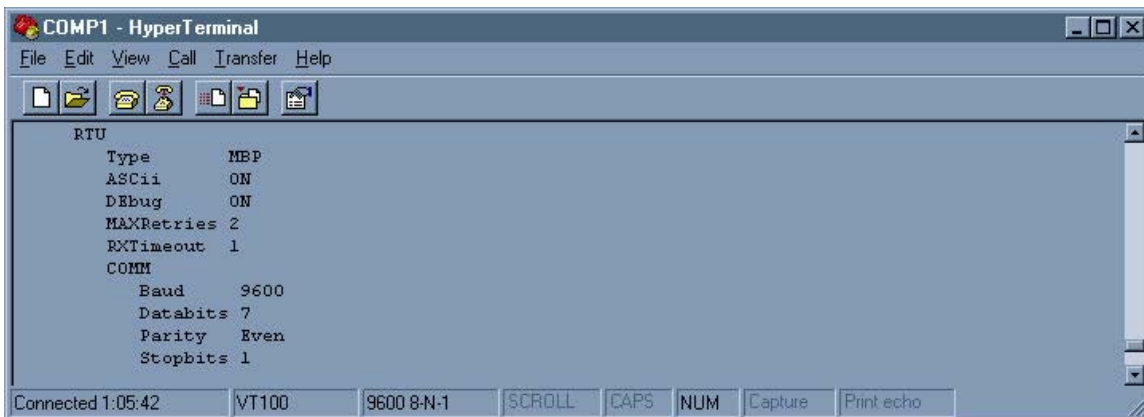 COMP1 - HyperTerminal
File Edit View Call Transfer Help
RTU
Type MBP
ASCii ON
DEbug ON
MAXRetries 2
RXTimeout 1
COMM
Baud 9600
Databits 7
Parity Even
Stopbits 1
Connected 1:05:42 VT100 9600 8-N-1 SCROLL CAPS NUM Capture Print echo